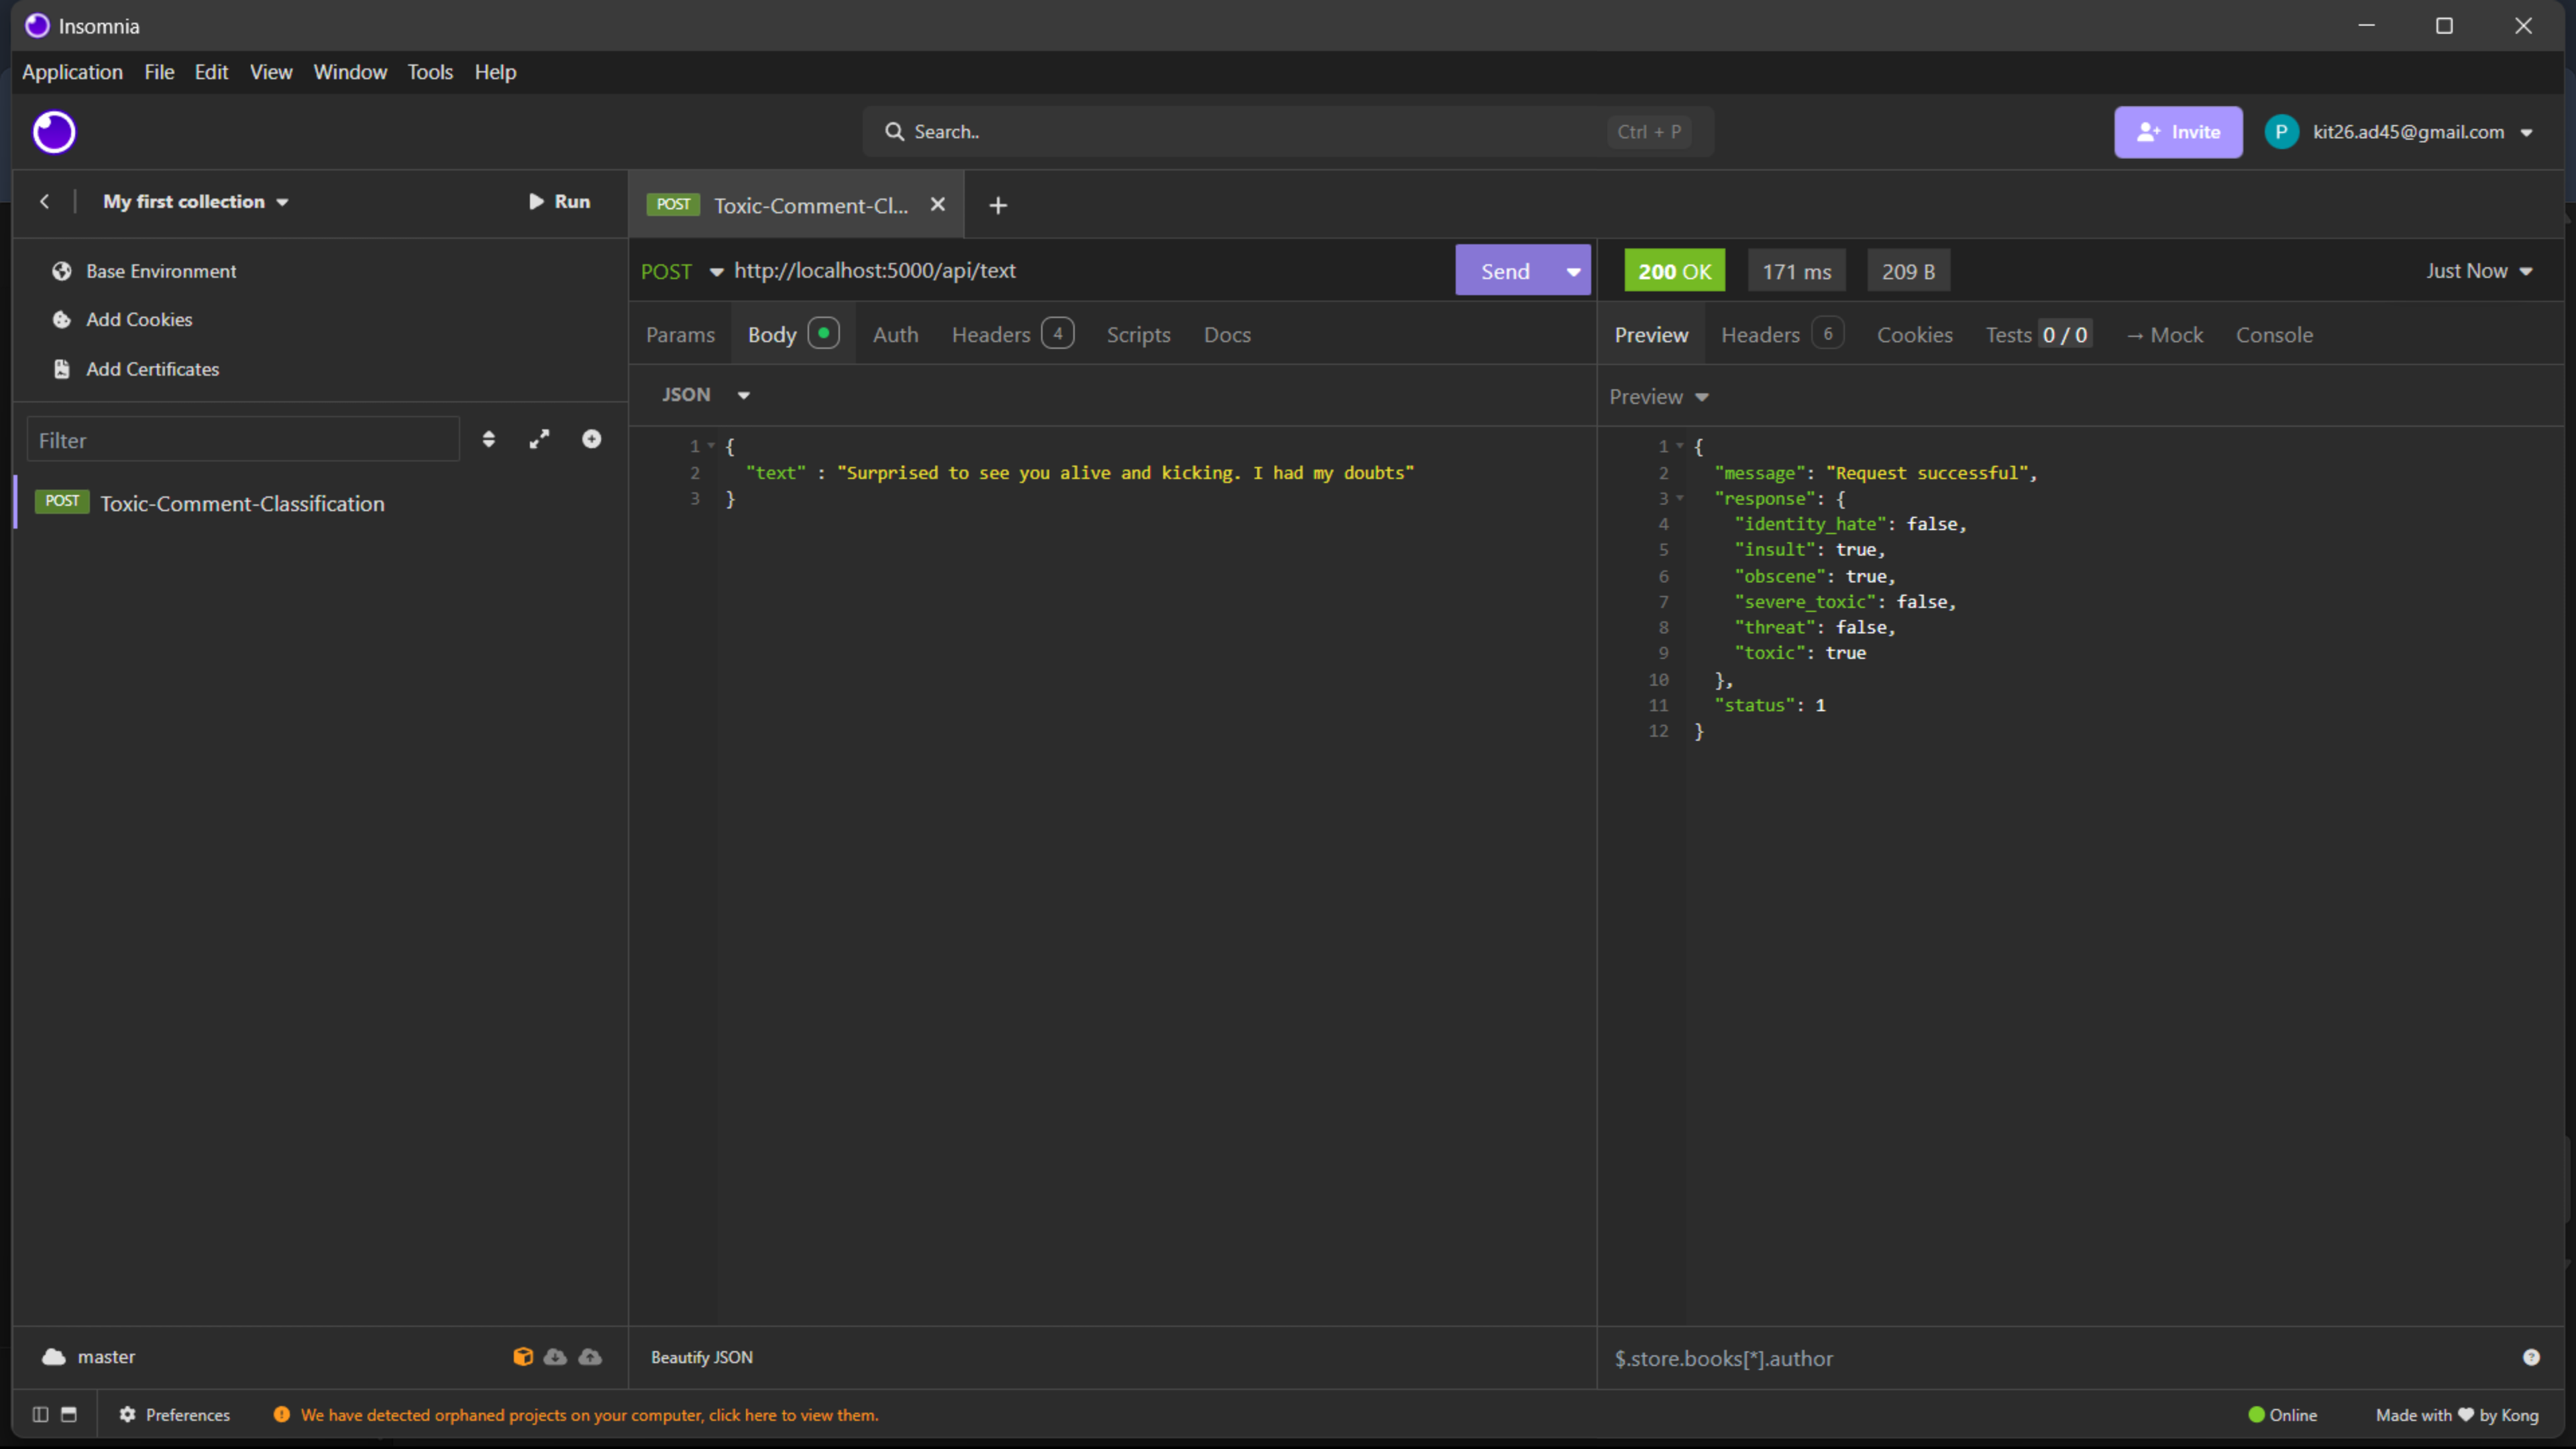 Insomnia
Application File Edit View Window Tools Help
Search.. Ctrl + P
Invite P kit26.ad45@gmail.com
My first collection Run
POST Toxic-Comment-Cl...
Base Environment
Add Cookies
Add Certificates
Filter
POST Toxic-Comment-Classification
POST http://localhost:5000/api/text Send
Params Body Auth Headers 4 Scripts Docs
JSON
1 {
2 "text" : "Surprised to see you alive and kicking. I had my doubts"
3 }
200 OK 171 ms 209 B Just Now
Preview Headers 6 Cookies Tests 0 / 0 → Mock Console
Preview
1 {
2 "message": "Request successful",
3 "response": {
4 "identity_hate": false,
5 "insult": true,
6 "obscene": true,
7 "severe_toxic": false,
8 "threat": false,
9 "toxic": true
10 },
11 "status": 1
12 }
master
Beautify JSON
$.store.books[*].author
Preferences We have detected orphaned projects on your computer, click here to view them.
Online Made with ❤ by Kong